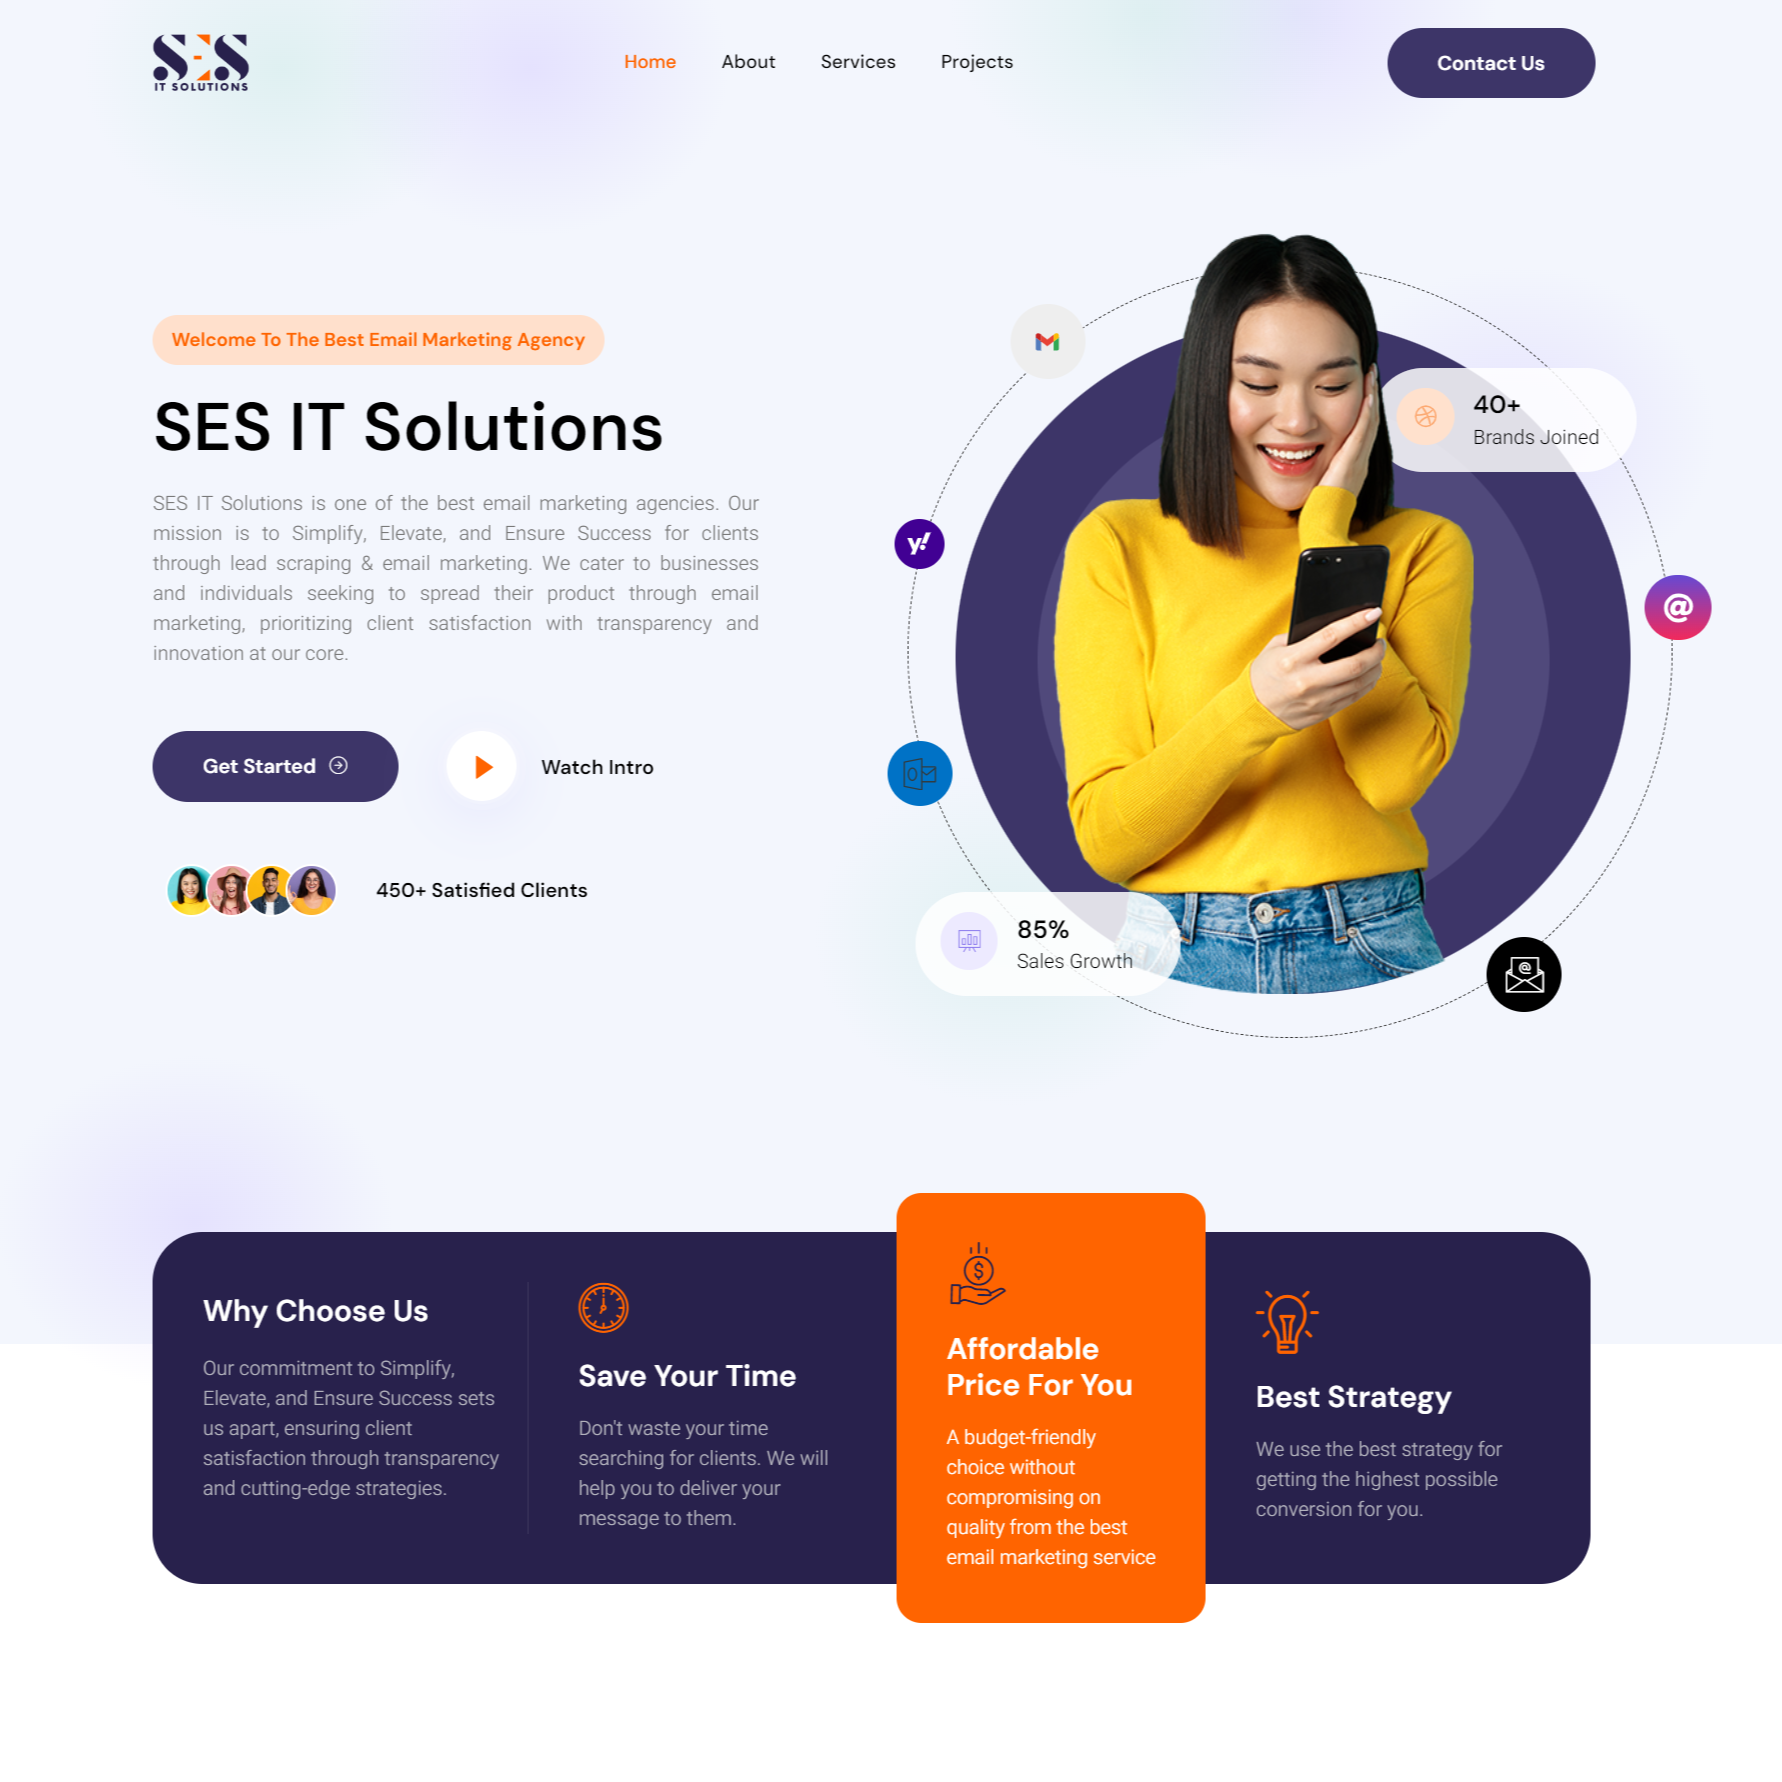 SES
IT SOLUTIONS
Home
About
Services
Projects
Contact Us
Welcome To The Best Email Marketing Agency
SES IT Solutions
SES IT Solutions is one of the best email marketing agencies. Our
mission is to Simplify, Elevate, and Ensure Success for clients
through lead scraping & email marketing. We cater to businesses
and individuals seeking to spread their product through email
marketing, prioritizing client satisfaction with transparency and
innovation at our core.
Get Started
Watch Intro
450+ Satisfied Clients
40+
Brands Joined
y!
@
85%
Sales Growth
@
Why Choose Us
Our commitment to Simplify,
Elevate, and Ensure Success sets
us apart, ensuring client
satisfaction through transparency
and cutting-edge strategies.
Save Your Time
Don't waste your time
searching for clients. We will
help you to deliver your
message to them.
$
Affordable
Price For You
A budget-friendly
choice without
compromising on
quality from the best
email marketing service
Best Strategy
We use the best strategy for
getting the highest possible
conversion for you.